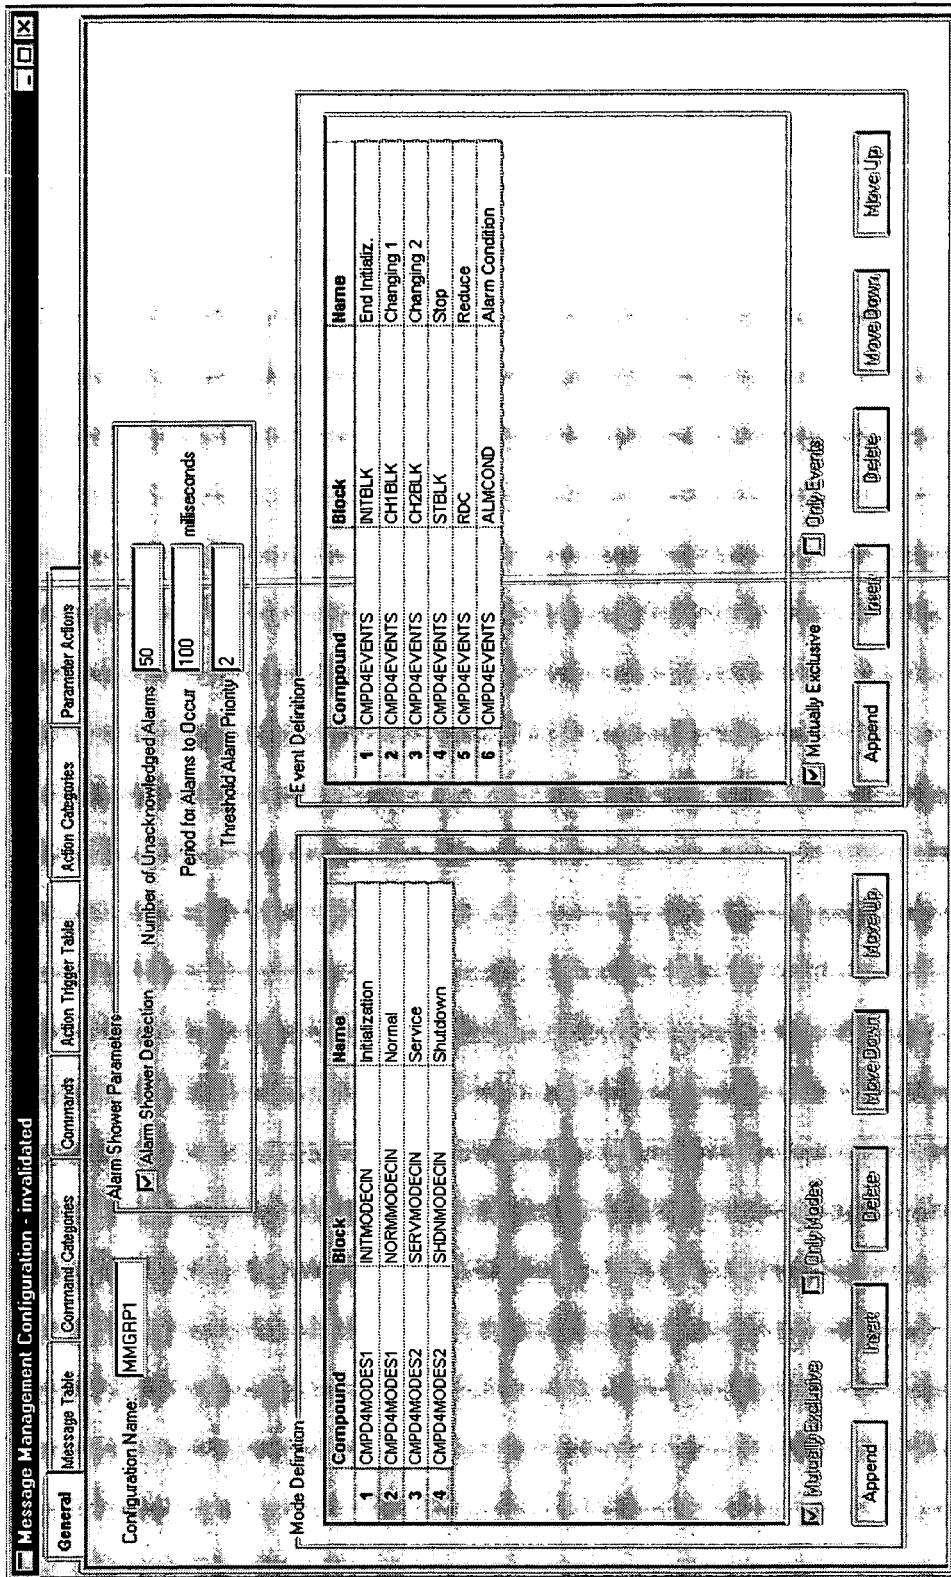 Message Management Configuration - invalidated
General Message Table Command Categories Commands Action Trigger Table Action Categories Parameter Actions
Configuration Name: MMGRP1
Alarm Shower Parameters
Alarm Shower Detection Number of Unacknowledged Alarms 50
Period for Alarms to Occur 100 milliseconds
Threshold Alarm Priority 2
Mode Definition
Compound Block Name
1 CMPD4MODES1 INITMODECIN Initialization
2 CMPD4MODES1 NORMMODECIN Normal
3 CMPD4MODES2 SERVMODECIN Service
4 CMPD4MODES2 SHDNMODECIN Shutdown
Mutually Exclusive Only Modes
Append Insert Delete Move Down Move Up
Event Definition
Compound Block Name
1 CMPD4EVENTS INITBLK End Initializ.
2 CMPD4EVENTS CH1BLK Changing 1
3 CMPD4EVENTS CH2BLK Changing 2
4 CMPD4EVENTS STBLK Stop
5 CMPD4EVENTS RDC Reduce
6 CMPD4EVENTS ALMCOND Alarm Condition
Mutually Exclusive Only Events
Append Insert Delete Move Down Move Up